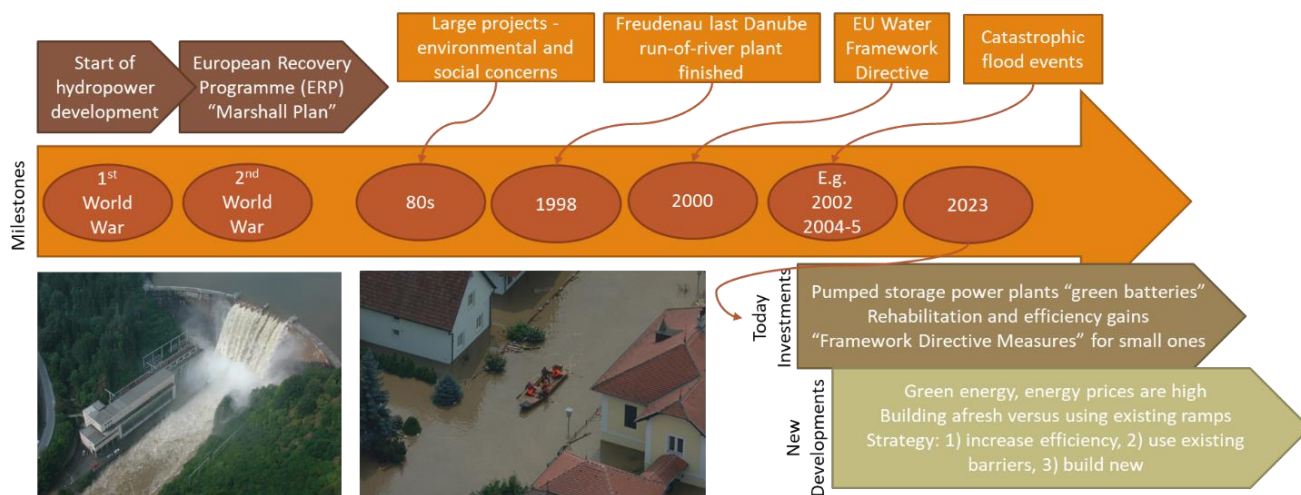 Start of
hydropower
development
European Recovery
Programme (ERP)
“Marshall Plan”
Large projects -
environmental and
social concerns
Freudenau last Danube
run-of-river plant
finished
EU Water
Framework
Directive
Catastrophic
flood events
Milestones
1st
World
War
2nd
World
War
80s
1998
2000
E.g.
2002
2004-5
2023
Today
Investments
Pumped storage power plants “green batteries”
Rehabilitation and efficiency gains
“Framework Directive Measures” for small ones
New
Developments
Green energy, energy prices are high
Building afresh versus using existing ramps
Strategy: 1) increase efficiency, 2) use existing
barriers, 3) build new